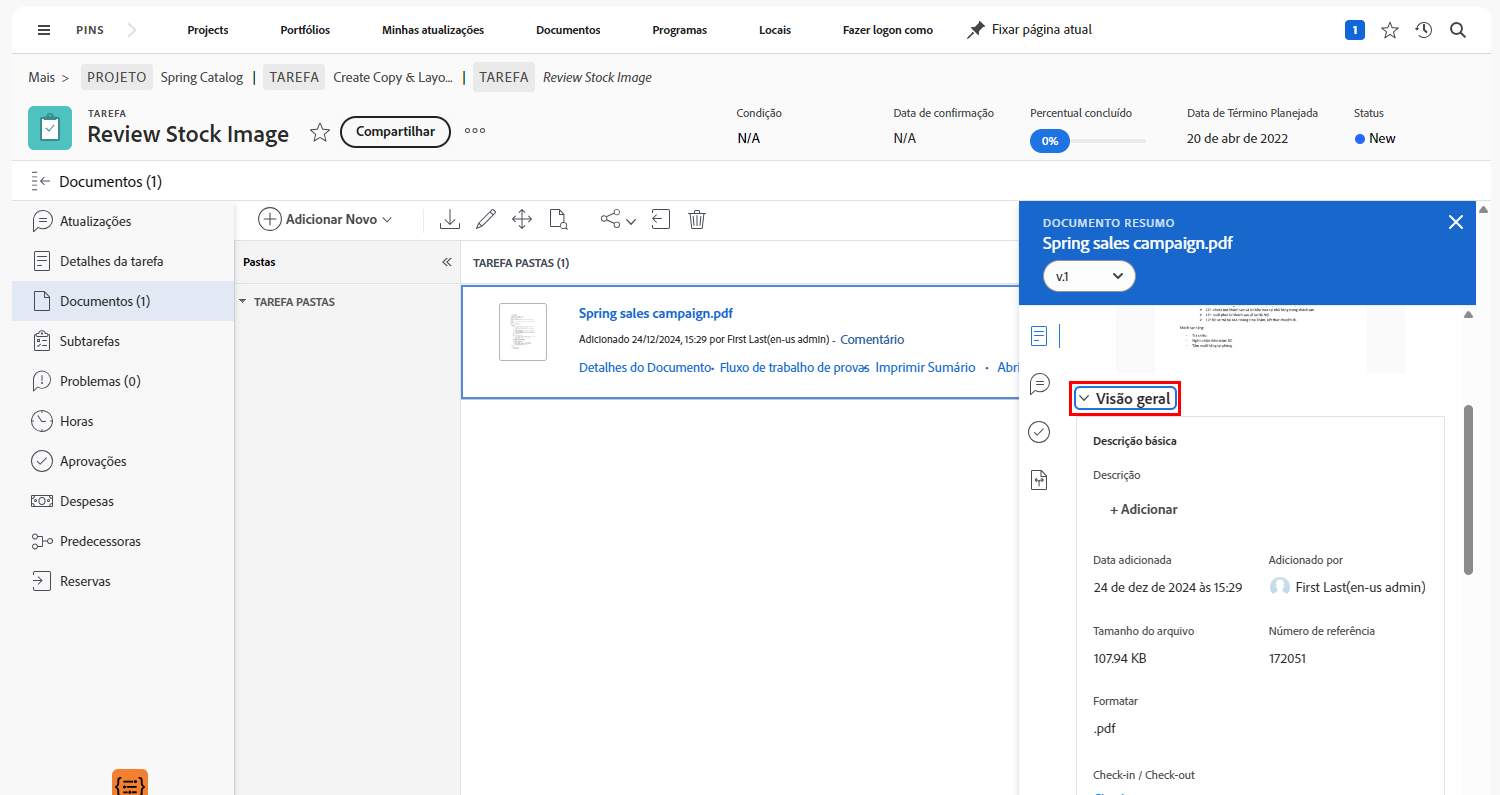 PINS
Projects
Portfólios
Minhas atualizações
Documentos
Programas
Locais
Fazer logon como
Fixar página atual
1
Mais >
PROJETO Spring Catalog | TAREFA Create Copy & Layo... | TAREFA Review Stock Image
TAREFA
Review Stock Image
Compartilhar
Condição
N/A
Data de confirmação
N/A
Percentual concluído
0%
Data de Término Planejada
20 de abr de 2022
Status
New
Documentos (1)
Atualizações
Detalhes da tarefa
Documentos (1)
Subtarefas
Problemas (0)
Horas
Aprovações
Despesas
Predecessoras
Reservas
Adicionar Novo
Pastas
TAREFA PASTAS
TAREFA PASTAS (1)
Spring sales campaign.pdf
Adicionado 24/12/2024, 15:29 por First Last(en-us admin) - Comentário
Detalhes do Documento• Fluxo de trabalho de provas Imprimir Sumário • Abri
DOCUMENTO RESUMO
Spring sales campaign.pdf
v.1
Visão geral
Descrição básica
Descrição
+ Adicionar
Data adicionada
24 de dez de 2024 às 15:29
Adicionado por
First Last(en-us admin)
Tamanho do arquivo
107.94 KB
Número de referência
172051
Formatar
.pdf
Check-in / Check-out